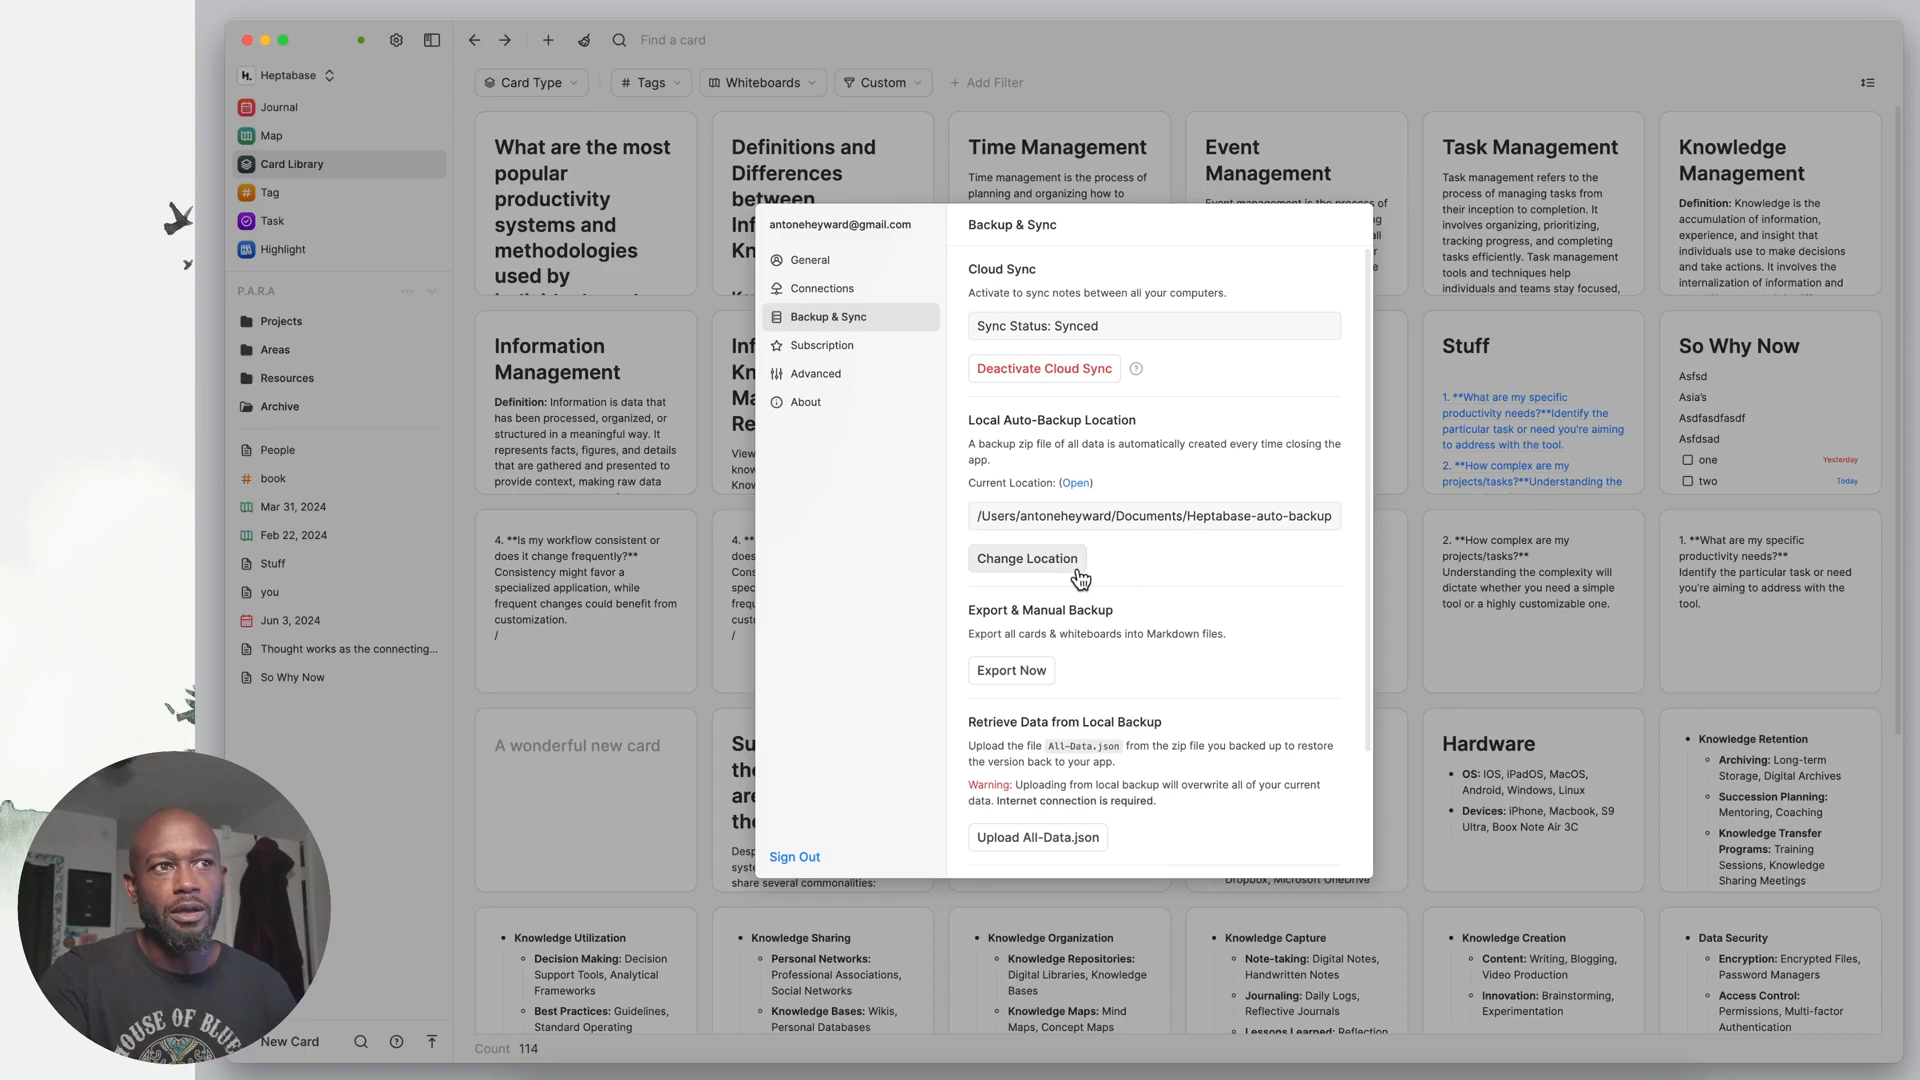 Find a card
Heptabase
Journal
Map
Card Library
Tag
Task
Highlight
P.A.R.A
Projects
Areas
Resources
Archive
People
book
Mar 31, 2024
Feb 22, 2024
Stuff
you
Jun 3, 2024
Thought works as the connecting...
So Why Now
New Card
Card Type
# Tags
Whiteboards
Custom
+ Add Filter
What are the most
popular
productivity
systems and
methodologies
used by
Definitions and
Differences
between
Time Management
Time management is the process of
planning and organizing how to
Event
Management
Task Management
Task management refers to the
process of managing tasks from
their inception to completion. It
involves organizing, prioritizing,
tracking progress, and completing
tasks efficiently. Task management
tools and techniques help
individuals and teams stay focused,
Knowledge
Management
Definition: Knowledge is the
accumulation of information,
experience, and insight that
individuals use to make decisions
and take actions. It involves the
internalization of information and
antoneheyward@gmail.com
General
Connections
Backup & Sync
Subscription
Advanced
About
Sign Out
Backup & Sync
Cloud Sync
Activate to sync notes between all your computers.
Sync Status: Synced
Deactivate Cloud Sync
Local Auto-Backup Location
A backup zip file of all data is automatically created every time closing the
app.
Current Location: (Open)
/Users/antoneheyward/Documents/Heptabase-auto-backup
Change Location
Export & Manual Backup
Export all cards & whiteboards into Markdown files.
Export Now
Retrieve Data from Local Backup
Upload the file All-Data.json from the zip file you backed up to restore
the version back to your app.
Warning: Uploading from local backup will overwrite all of your current
data. Internet connection is required.
Upload All-Data.json
Information
Management
Definition: Information is data that
has been processed, organized, or
structured in a meaningful way. It
represents facts, figures, and details
that are gathered and presented to
provide context, making raw data
Stuff
1. **What are my specific
productivity needs?**Identify the
particular task or need you're aiming
to address with the tool.
2. **How complex are my
projects/tasks?**Understanding the
So Why Now
Asfsd
Asia's
Asdfasdfasdf
Asfdsad
one Yesterday
two Today
4. **Is my workflow consistent or
does it change frequently?**
Consistency might favor a
specialized application, while
frequent changes could benefit from
customization.
/
4. **
/
2. **How complex are my
projects/tasks?**
Understanding the complexity will
dictate whether you need a simple
tool or a highly customizable one.
1. **What are my specific
productivity needs?**
Identify the particular task or need
you're aiming to address with the
tool.
A wonderful new card
share several commonalities:
Dropbox, Microsoft OneDrive
Hardware
OS: IOS, iPadOS, MacOS,
Android, Windows, Linux
Devices: iPhone, Macbook, S9
Ultra, Boox Note Air 3C
Knowledge Retention
Archiving: Long-term
Storage, Digital Archives
Succession Planning:
Mentoring, Coaching
Knowledge Transfer
Programs: Training
Sessions, Knowledge
Sharing Meetings
Knowledge Utilization
Decision Making: Decision
Support Tools, Analytical
Frameworks
Best Practices: Guidelines,
Standard Operating
Knowledge Sharing
Personal Networks:
Professional Associations,
Social Networks
Knowledge Bases: Wikis,
Personal Databases
Knowledge Organization
Knowledge Repositories:
Digital Libraries, Knowledge
Bases
Knowledge Maps: Mind
Maps, Concept Maps
Knowledge Capture
Note-taking: Digital Notes,
Handwritten Notes
Journaling: Daily Logs,
Reflective Journals
Lessons Learned: Reflection
Knowledge Creation
Content: Writing, Blogging,
Video Production
Innovation: Brainstorming,
Experimentation
Data Security
Encryption: Encrypted Files,
Password Managers
Access Control:
Permissions, Multi-factor
Authentication
Count 114
HOUSE OF BLUE